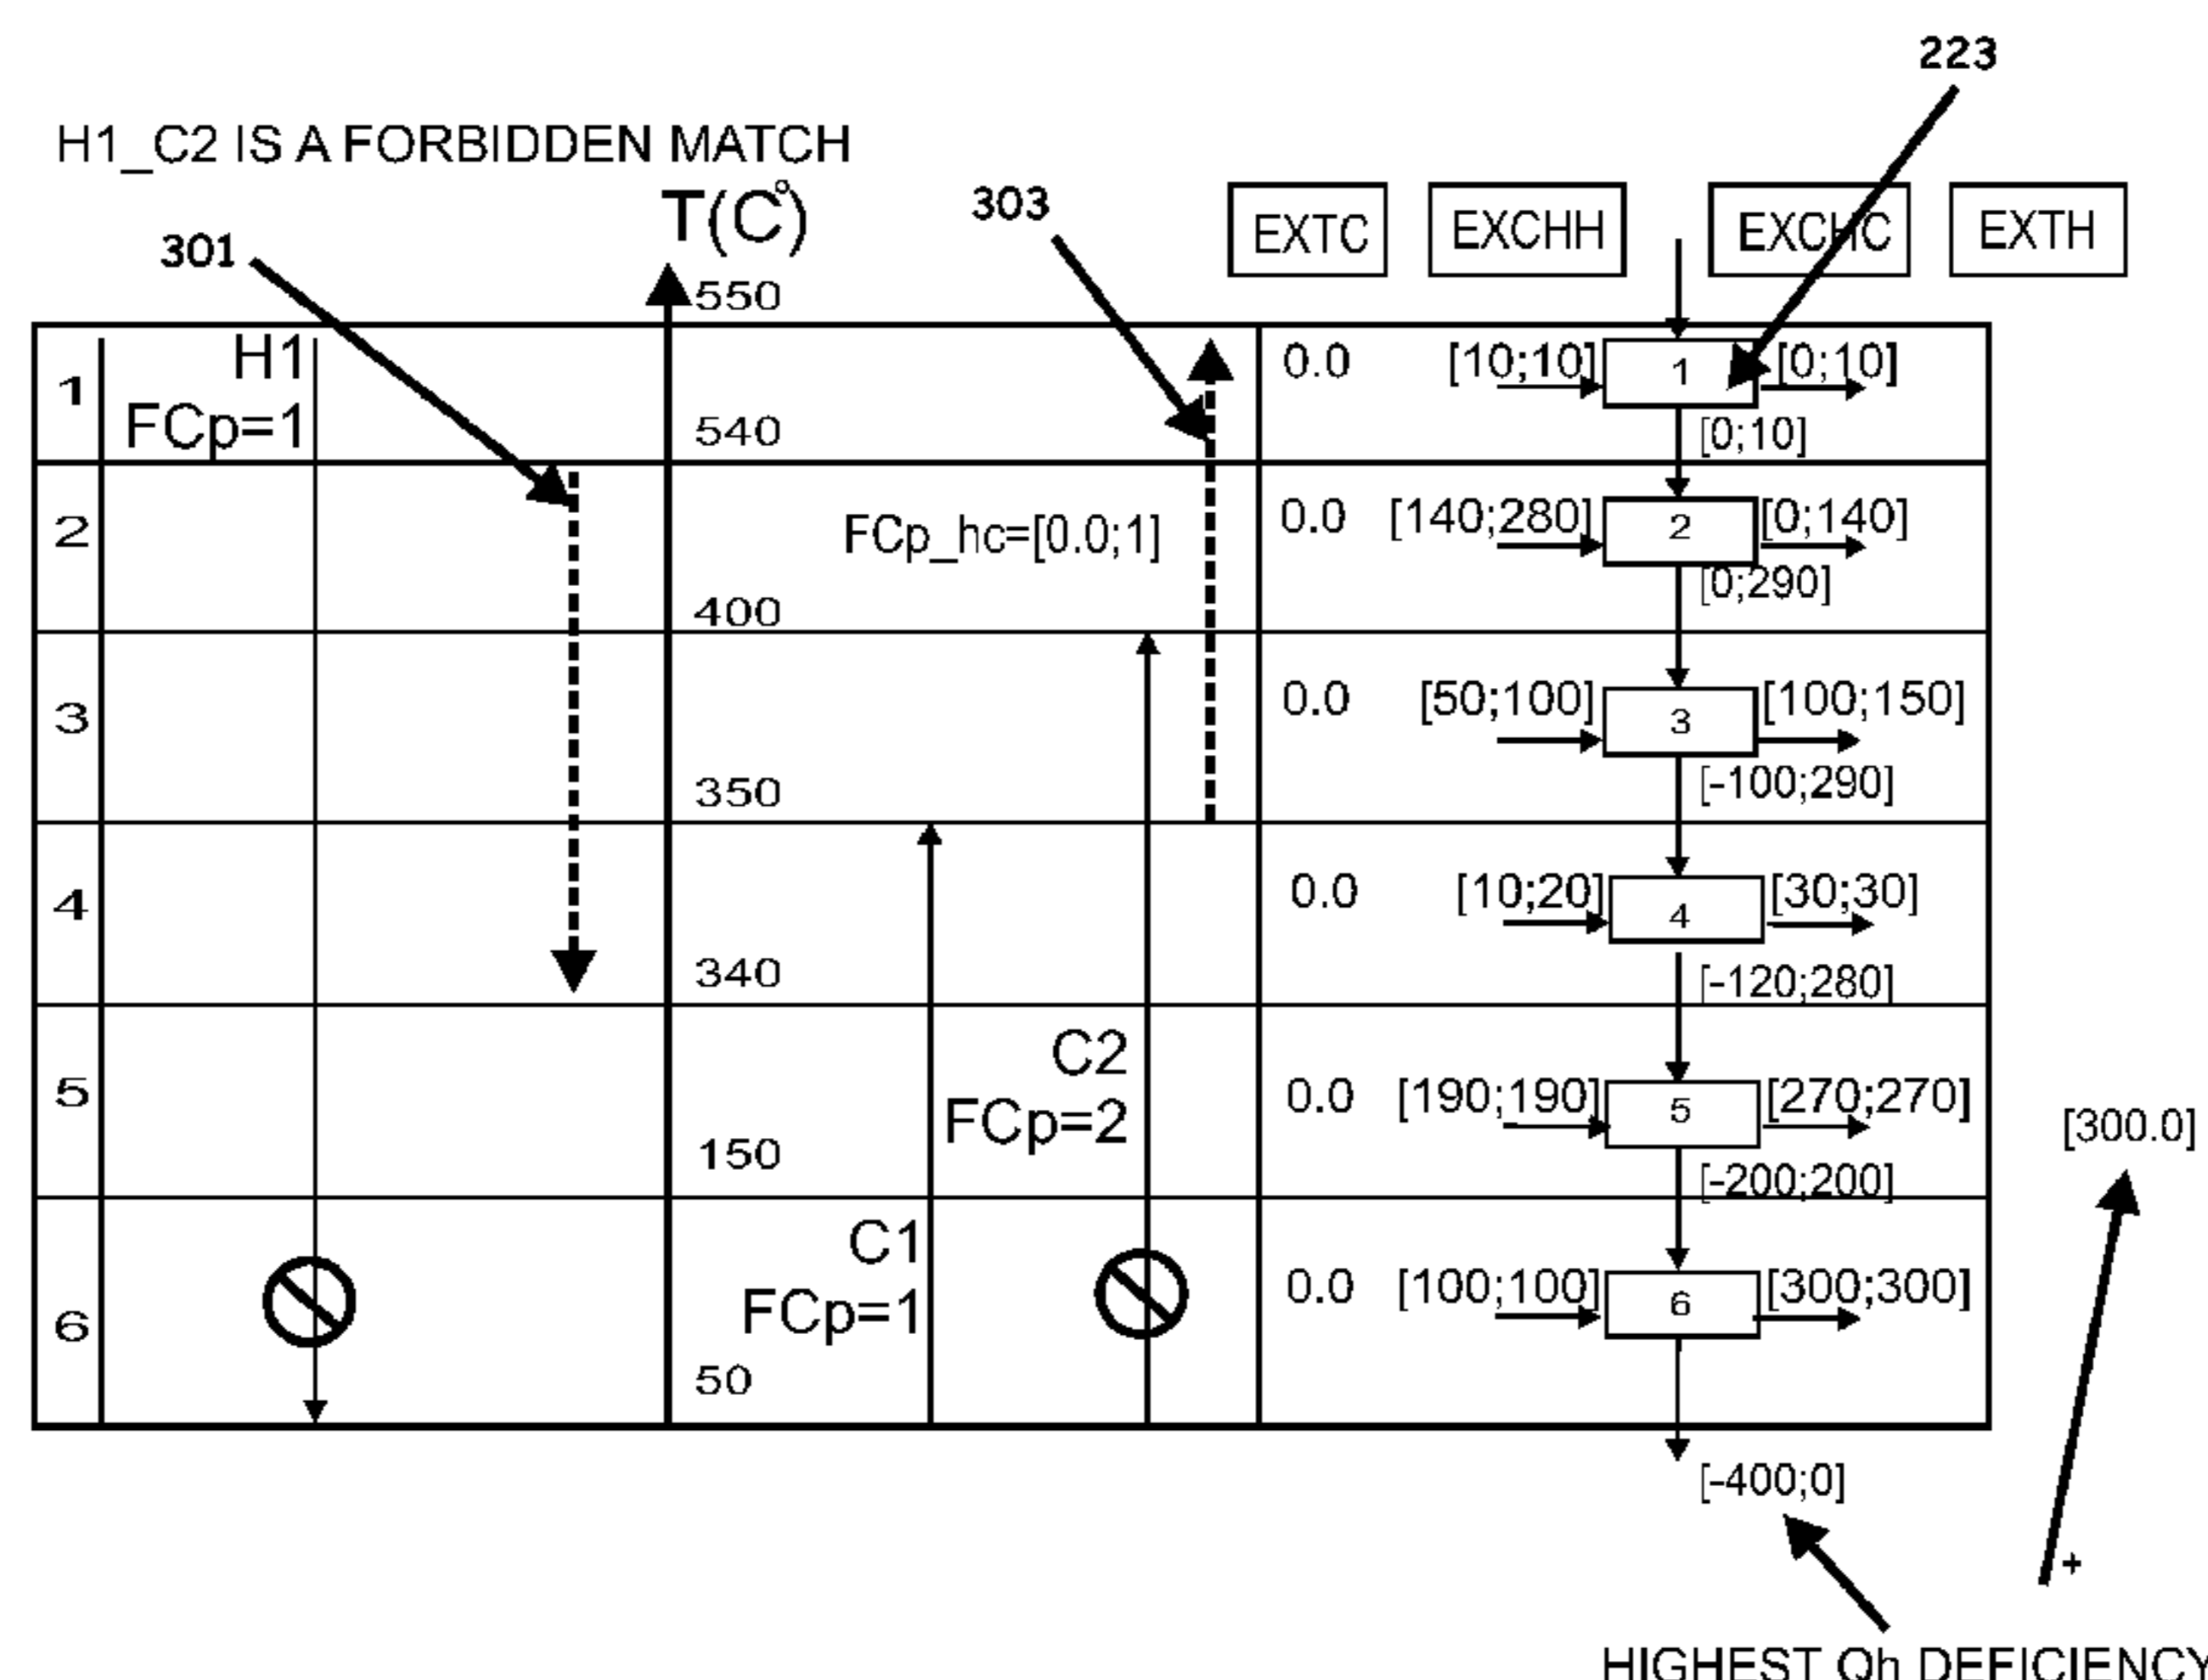 223
H1_C2 IS A FORBIDDEN MATCH
T(C°)
303
301
EXTC EXCHH EXCHC EXTH
550
1 H1 0.0 [10;10] 1 [0;10]
FCp=1 540 [0;10]
2 FCp_hc=[0.0;1] 0.0 [140;280] 2 [0;140]
400 [0;290]
3 0.0 [50;100] 3 [100;150]
350 [-100;290]
4 0.0 [10;20] 4 [30;30]
340 [-120;280]
C2
5 FCp=2 0.0 [190;190] 5 [270;270] [300.0]
150 [-200;200]
C1
6 FCp=1 0.0 [100;100] 6 [300;300]
50
[-400;0]
+
HIGHEST Qh DEFICIENCY